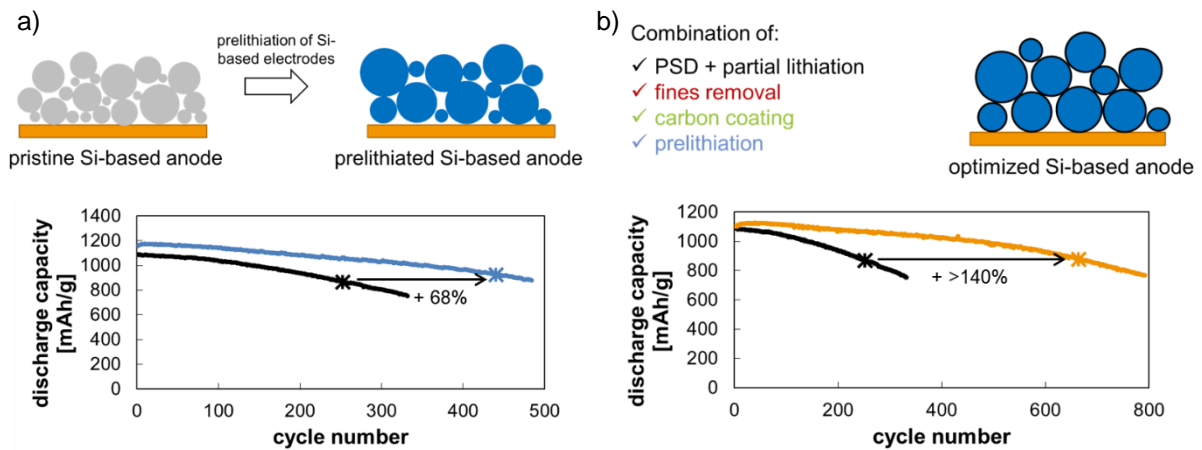 a)
prelithiation of Si-
based electrodes
pristine Si-based anode
prelithiated Si-based anode
discharge capacity
[mAh/g]
1400
1200
1000
800
600
400
200
0
+ 68%
0 100 200 300 400 500
cycle number
b)
Combination of:
✓ PSD + partial lithiation
✓ fines removal
✓ carbon coating
✓ prelithiation
optimized Si-based anode
discharge capacity
[mAh/g]
1200
1000
800
600
400
200
0
+ >140%
0 200 400 600 800
cycle number